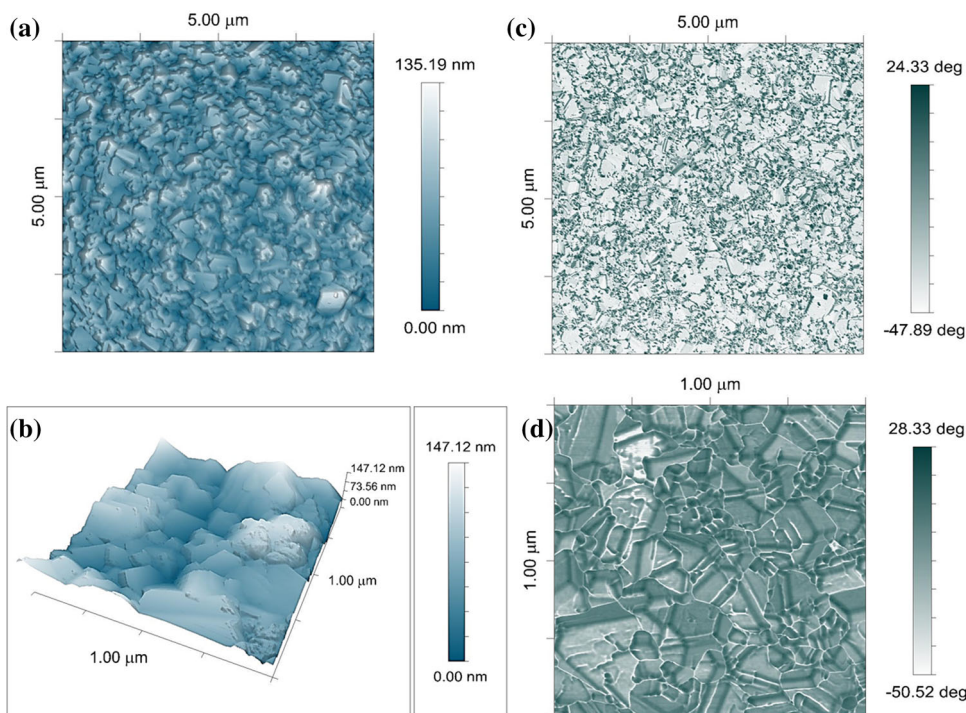 (a)
5.00 μm
5.00 μm
135.19 nm
0.00 nm
(c)
5.00 μm
5.00 μm
24.33 deg
-47.89 deg
(b)
147.12 nm
73.56 nm
0.00 nm
1.00 μm
1.00 μm
147.12 nm
0.00 nm
(d)
1.00 μm
1.00 μm
28.33 deg
-50.52 deg